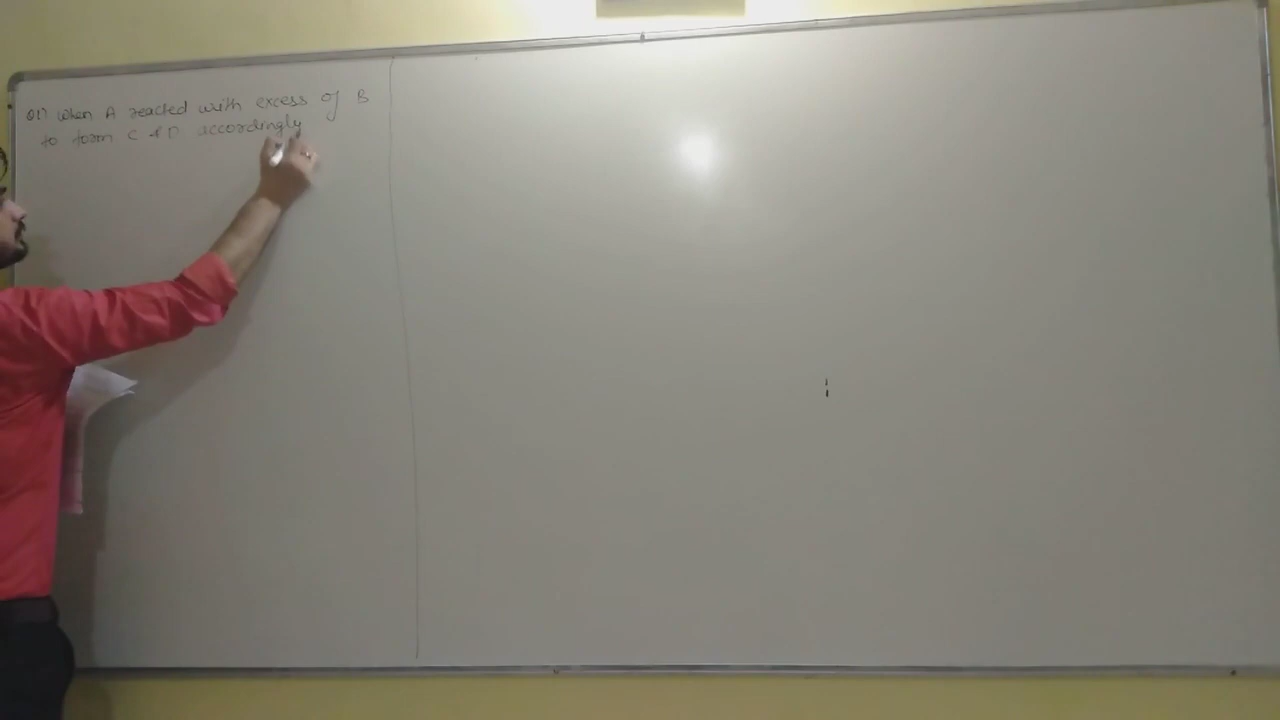 Q1) When A reacted with excess of B
to form C & D accordingly